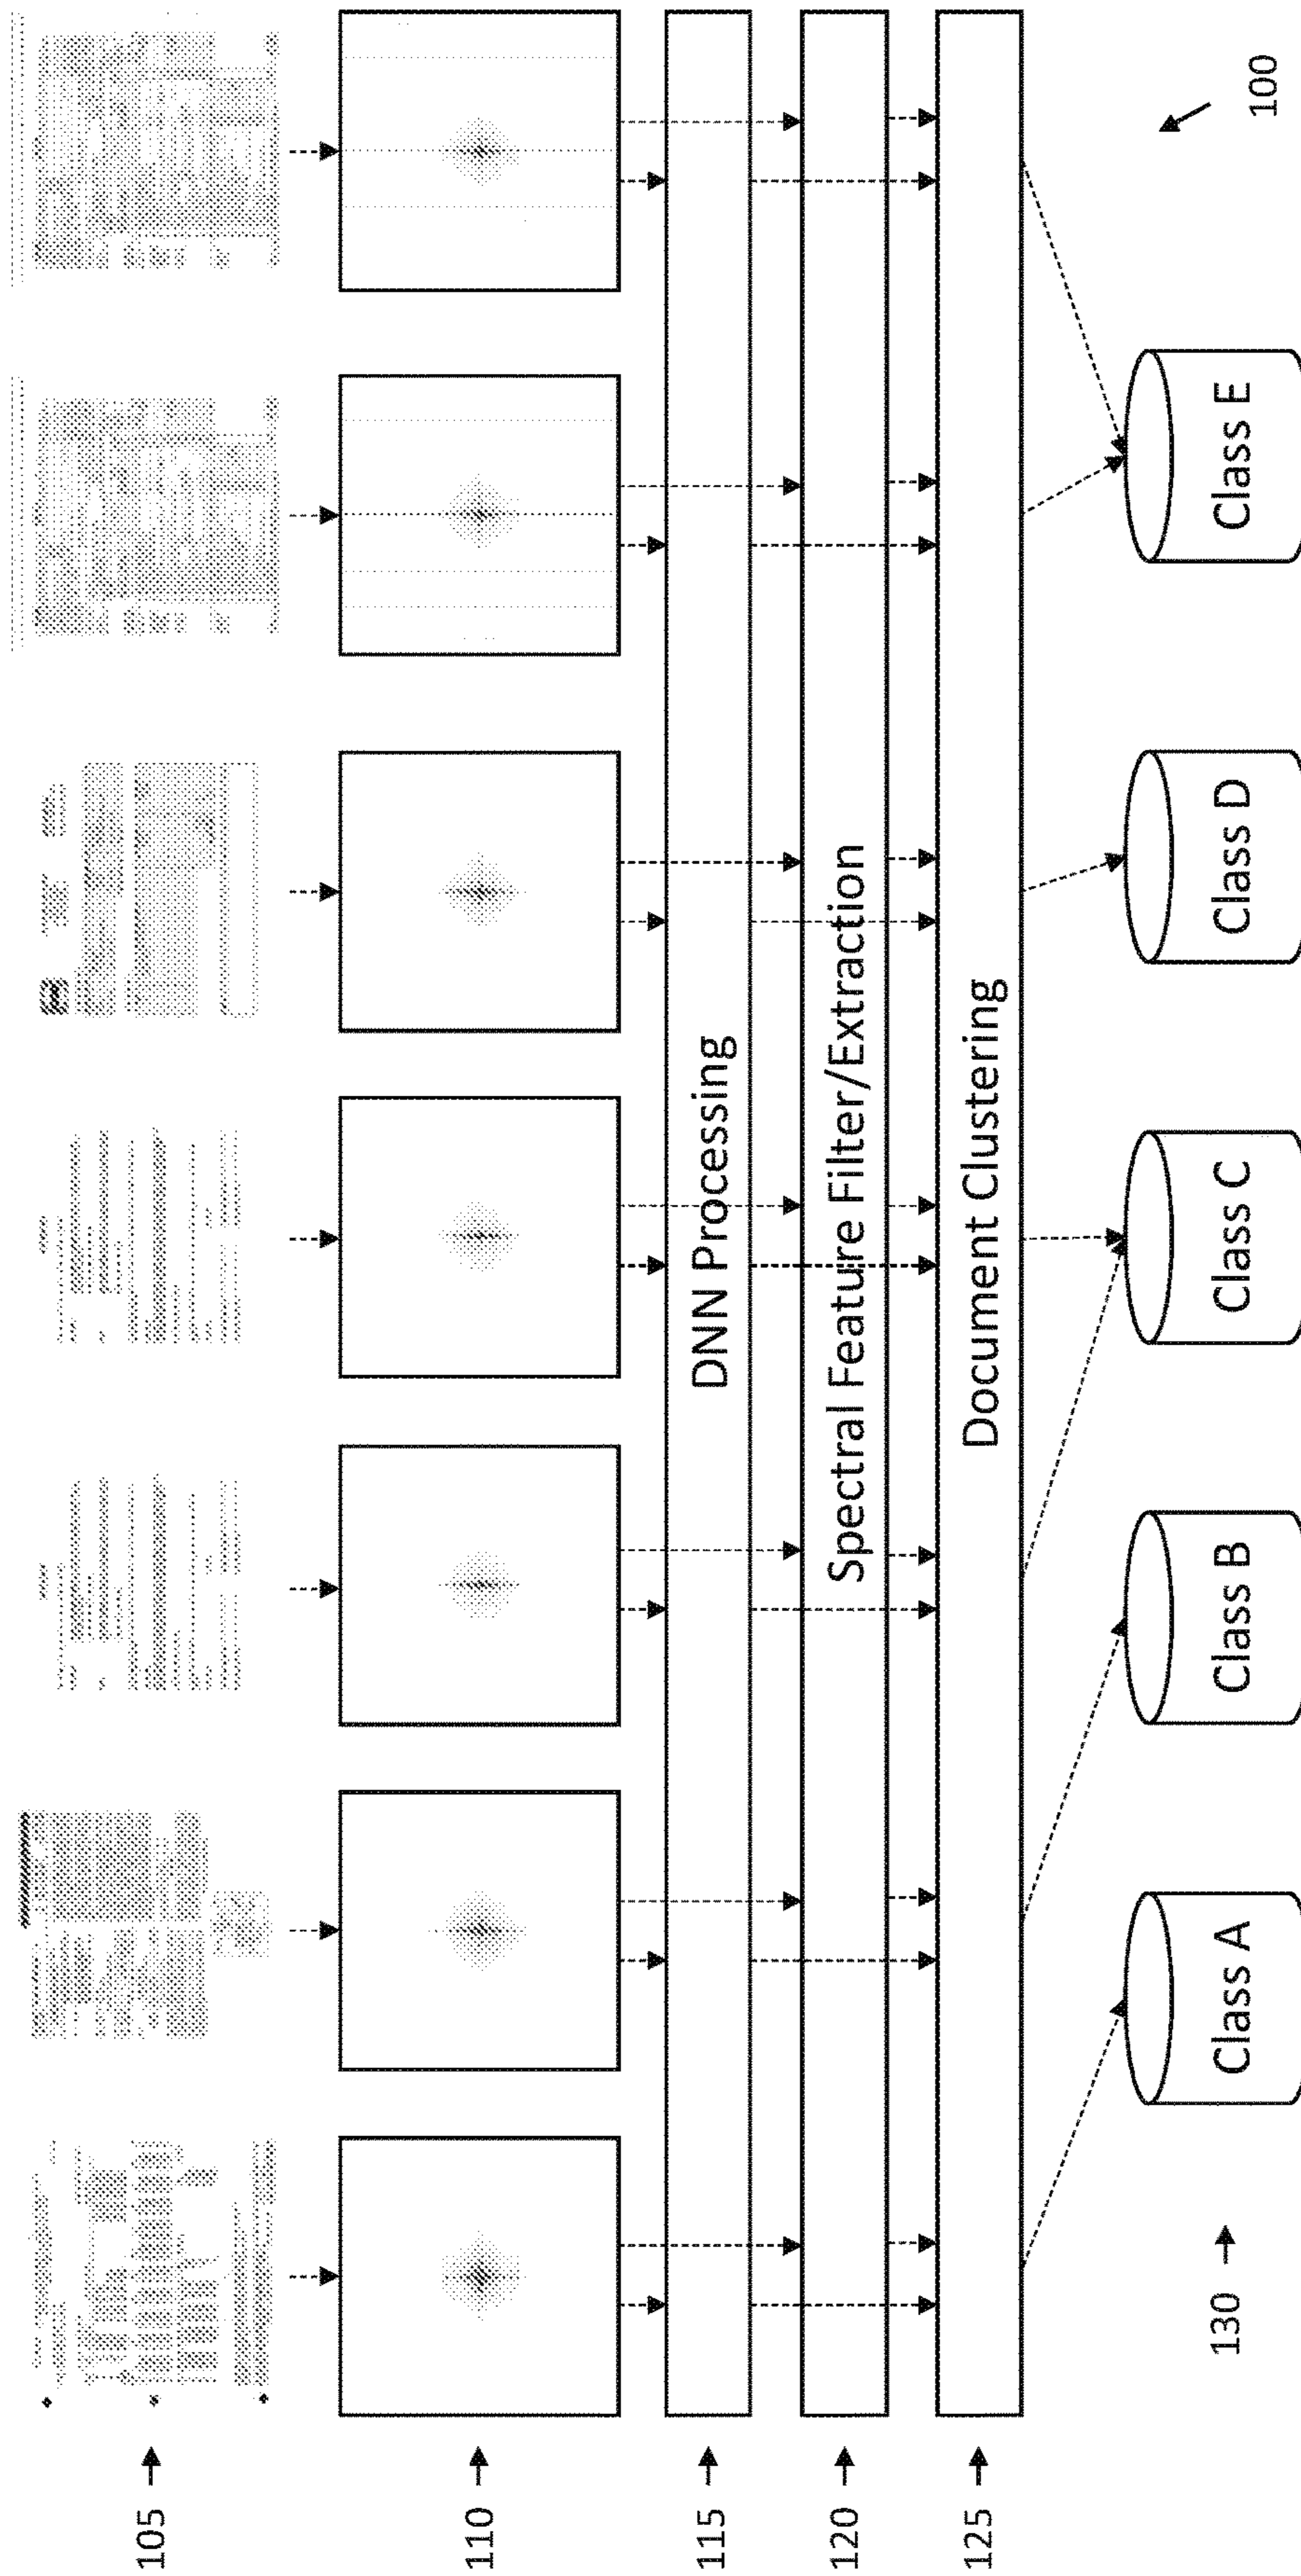 105 →
110 →
115 →
DNN Processing
120 →
Spectral Feature Filter/Extraction
125 →
Document Clustering
130 →
Class A
Class B
Class C
Class D
Class E
100